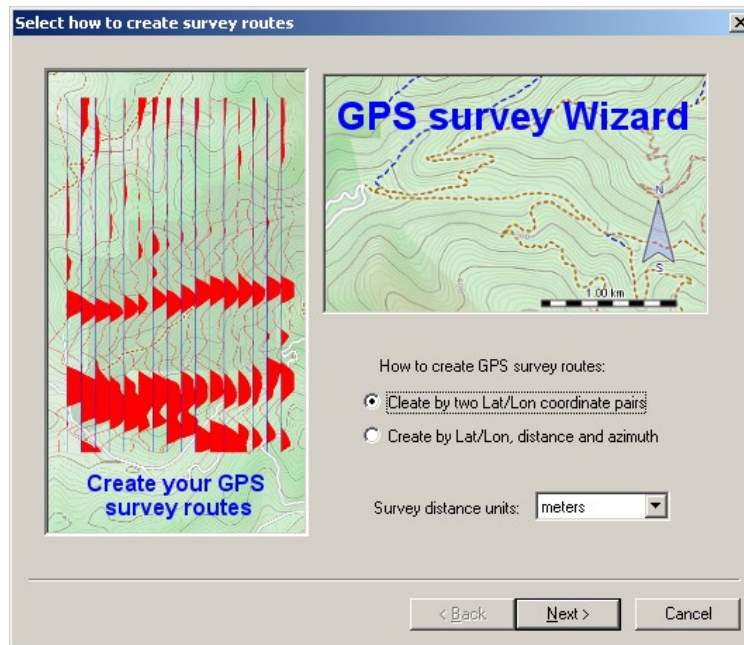 Select how to create survey routes
GPS survey Wizard
N
S
1.00 km
Create your GPS
survey routes
How to create GPS survey routes:
Cleate by two Lat/Lon coordinate pairs
Create by Lat/Lon, distance and azimuth
Survey distance units:
meters
< Back
Next >
Cancel